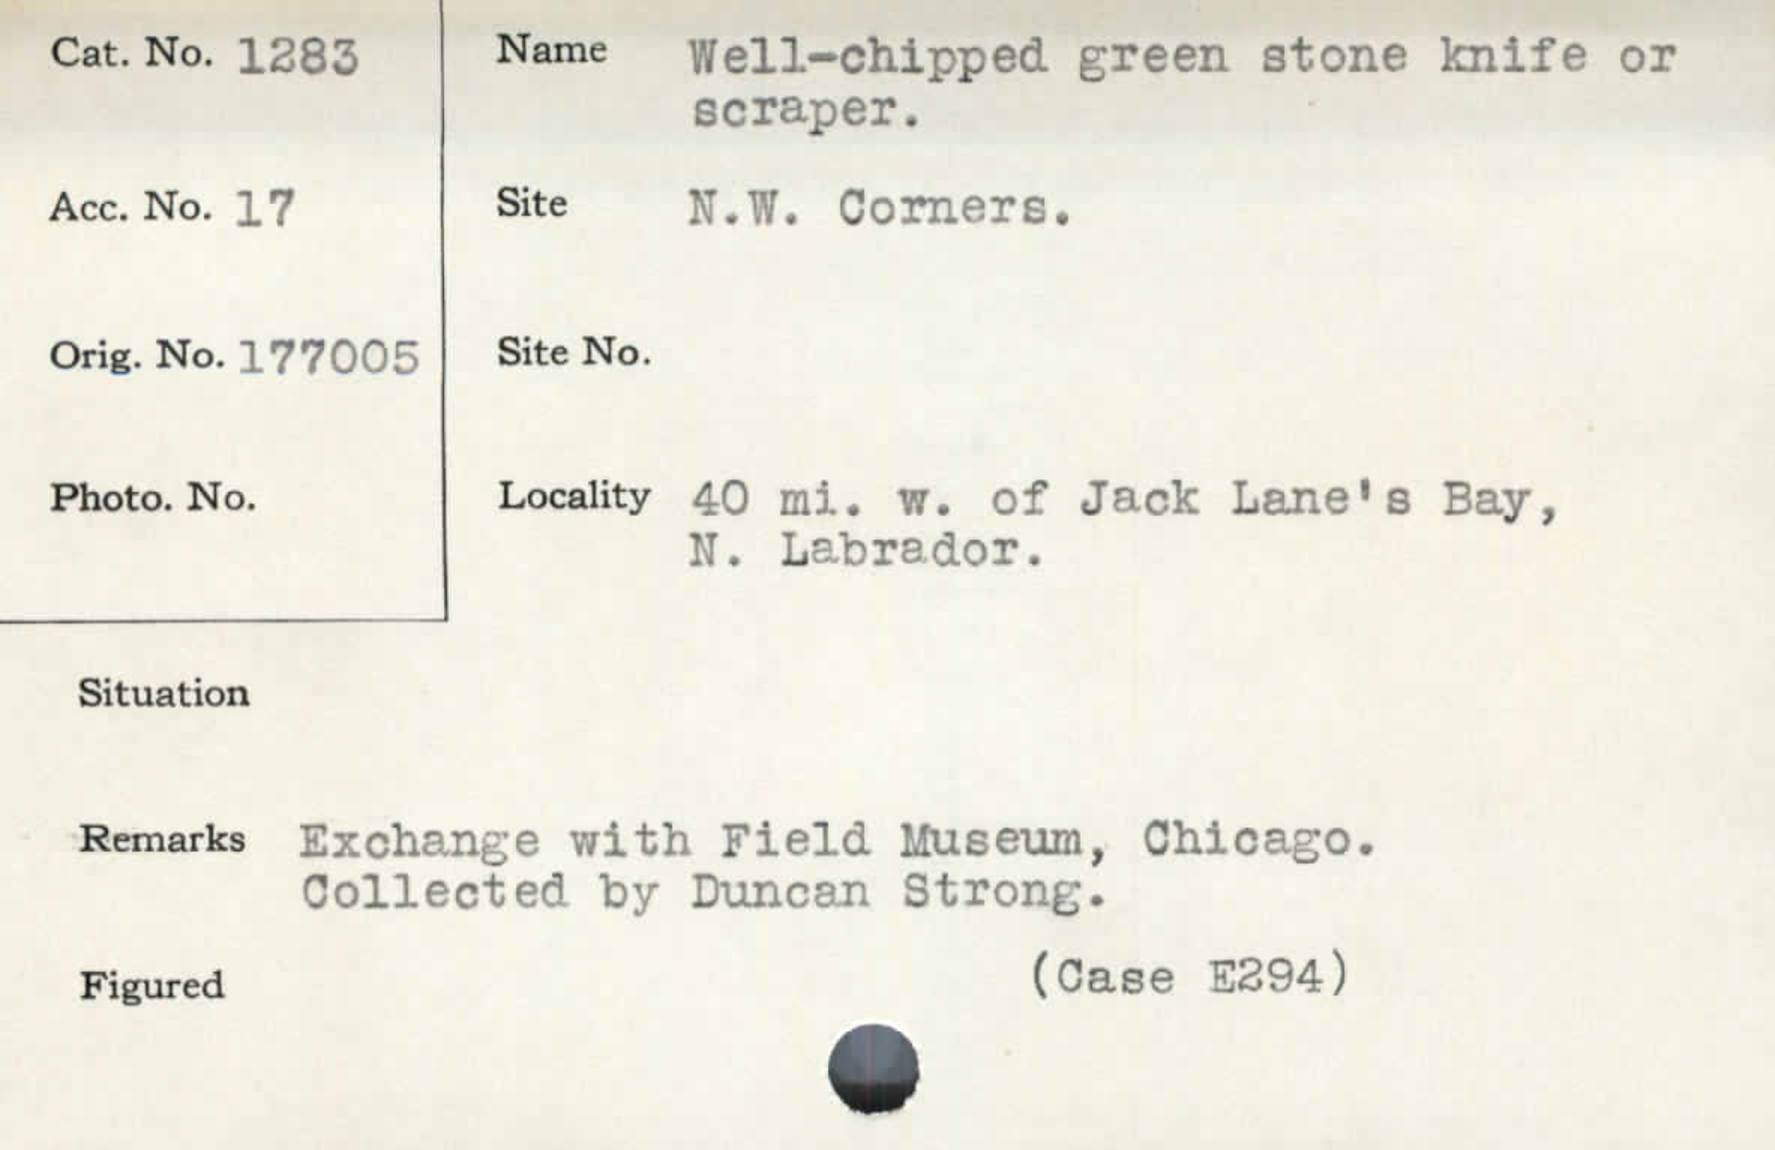 Cat. No. 1283
Name Well-chipped green stone knife or
scraper.
Acc. No. 17
Site N.W. Corners.
Orig. No. 177005
Site No.
Photo. No.
Locality 40 mi. w. of Jack Lane's Bay,
N. Labrador.
Situation
Remarks Exchange with Field Museum, Chicago.
Collected by Duncan Strong.
Figured
(Case E294)